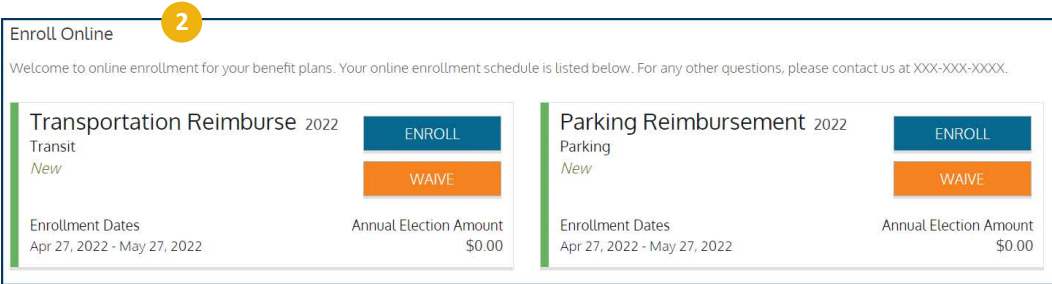 2
Enroll Online
Welcome to online enrollment for your benefit plans. Your online enrollment schedule is listed below. For any other questions, please contact us at XXX-XXX-XXXX.
Transportation Reimburse 2022
Transit
New
ENROLL
WAIVE
Enrollment Dates
Apr 27, 2022 - May 27, 2022
Annual Election Amount
$0.00
Parking Reimbursement 2022
Parking
New
ENROLL
WAIVE
Enrollment Dates
Apr 27, 2022 - May 27, 2022
Annual Election Amount
$0.00